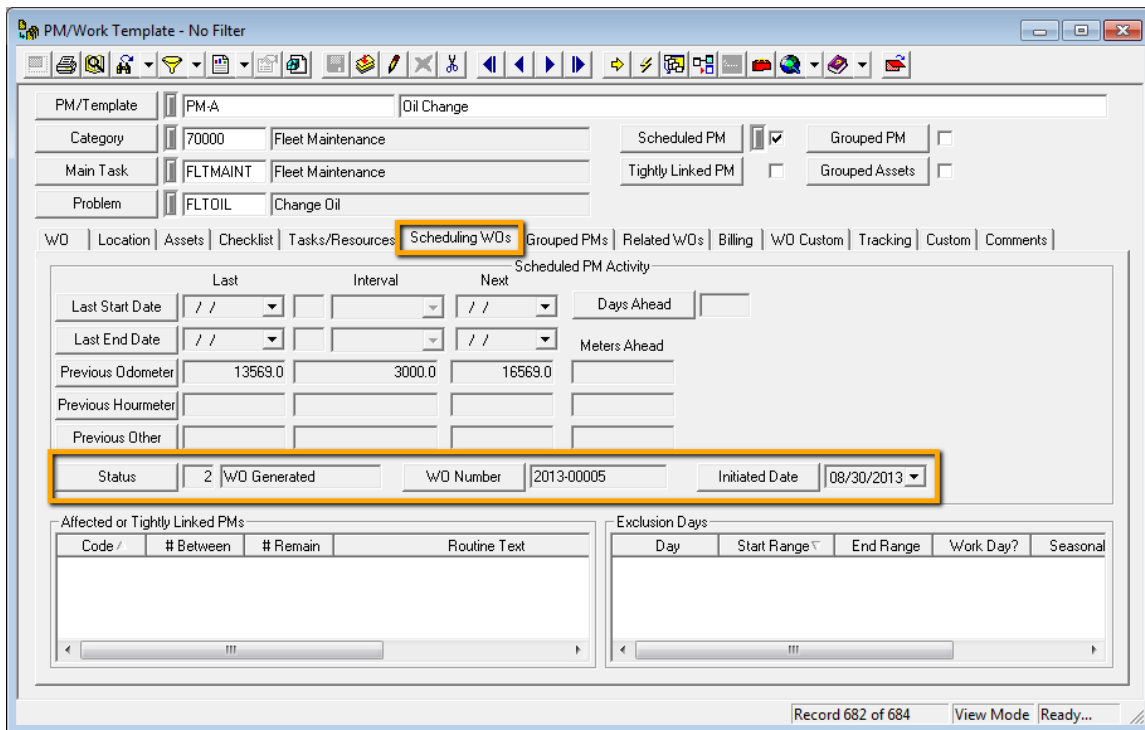 PM/Work Template - No Filter
PM/Template PM-A Oil Change
Category 70000 Fleet Maintenance Scheduled PM Grouped PM
Main Task FLTMAINT Fleet Maintenance Tightly Linked PM Grouped Assets
Problem FLTOIL Change Oil
WO Location Assets Checklist Tasks/Resources Scheduling WOs Grouped PMs Related WOs Billing WO Custom Tracking Custom Comments
Scheduled PM Activity
Last Interval Next
Last Start Date / / / / Days Ahead
Last End Date / / / / Meters Ahead
Previous Odometer 13569.0 3000.0 16569.0
Previous Hourmeter
Previous Other
Status 2 WO Generated WO Number 2013-00005 Initiated Date 08/30/2013
Affected or Tightly Linked PMs Exclusion Days
Code # Between # Remain Routine Text Day Start Range End Range Work Day? Seasonal
Record 682 of 684 View Mode Ready...